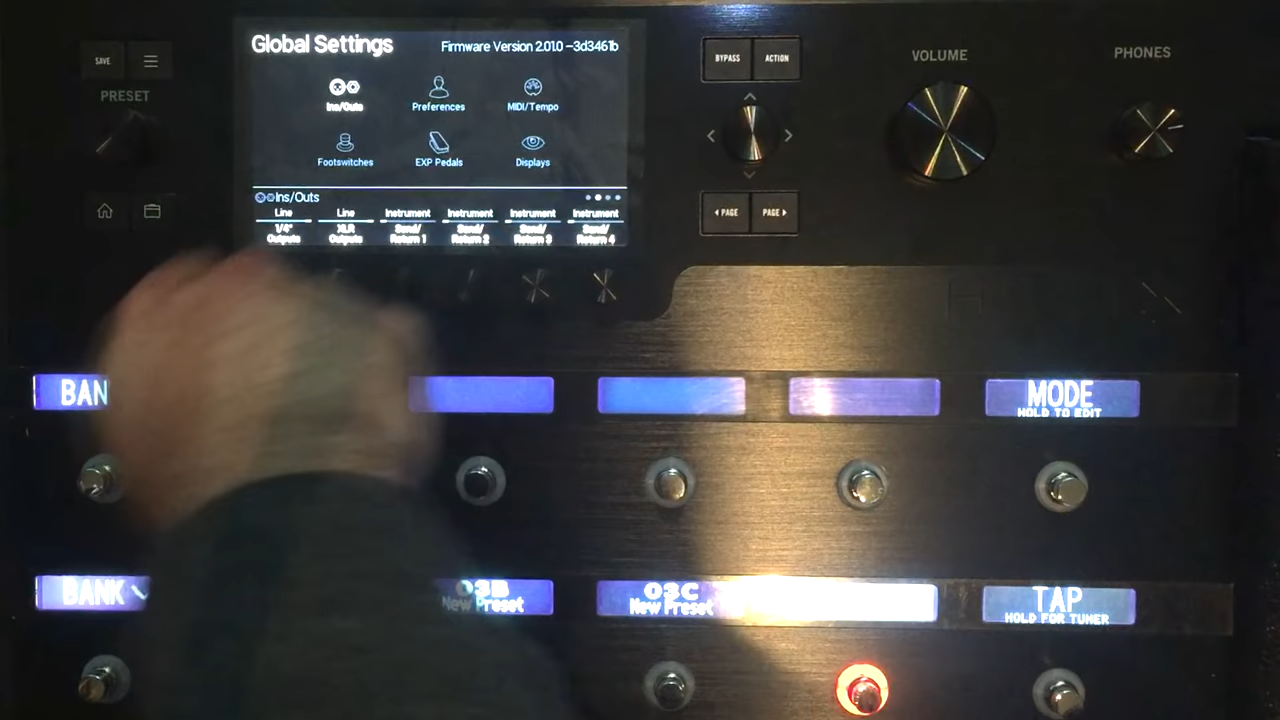 Global Settings
Firmware Version 2.01.0 -3d3461b
Ins/Outs
Preferences
MIDI/Tempo
Footswitches
EXP Pedals
Displays
Ins/Outs
Line
Line
Instrument
Instrument
Instrument
Instrument
1/4"
Outputs
XLR
Outputs
Send/
Return 1
Send/
Return 2
Send/
Return 3
Send/
Return 4
SAVE
PRESET
BYPASS
ACTION
PAGE
PAGE
VOLUME
PHONES
BAN
MODE
HOLD TO EDIT
BANK
03B
New Preset
03C
New Preset
TAP
HOLD FOR TUNER